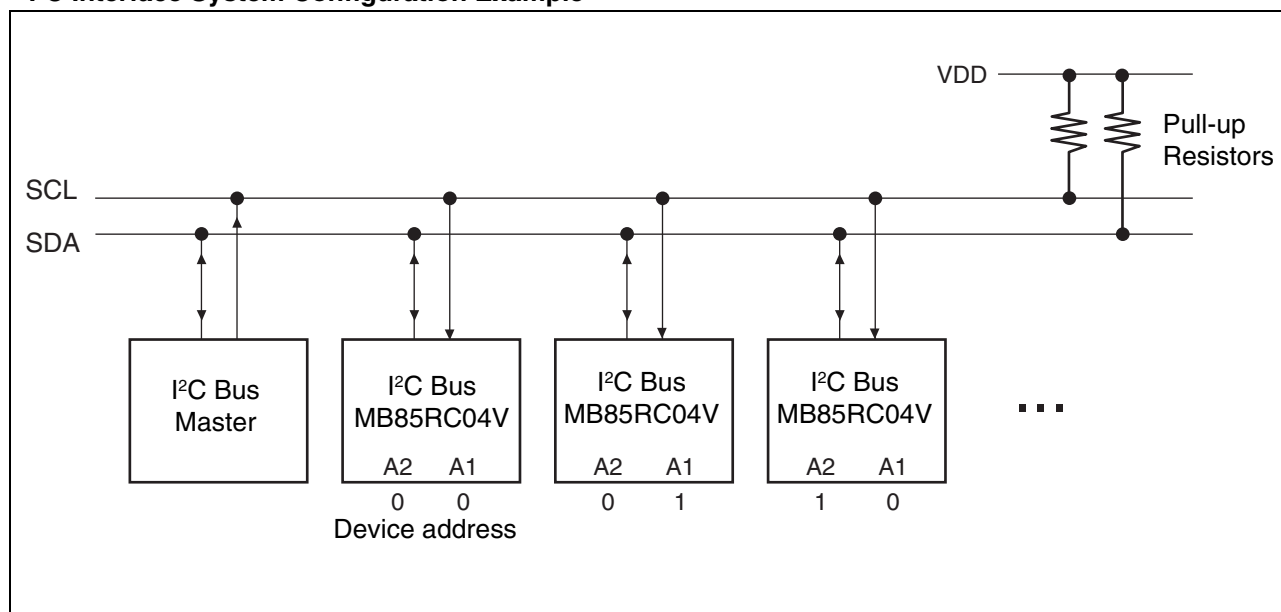 VDD
Pull-up
Resistors
SCL
SDA
I²C Bus
Master
I²C Bus
MB85RC04V
A2 A1
0 0
Device address
I²C Bus
MB85RC04V
A2 A1
0 1
I²C Bus
MB85RC04V
A2 A1
1 0
...